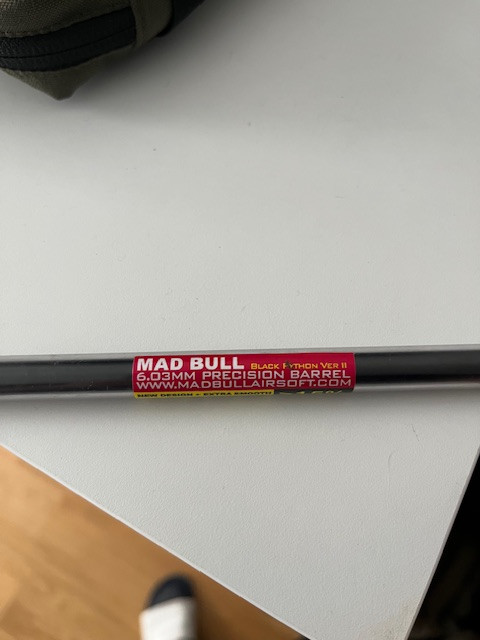 MAD BULL BLACK PYTHON VER II
6.03MM PRECISION BARREL
WWW.MADBULLAIRSOFT.COM
NEW DESIGN - EXTRA SMOOTH